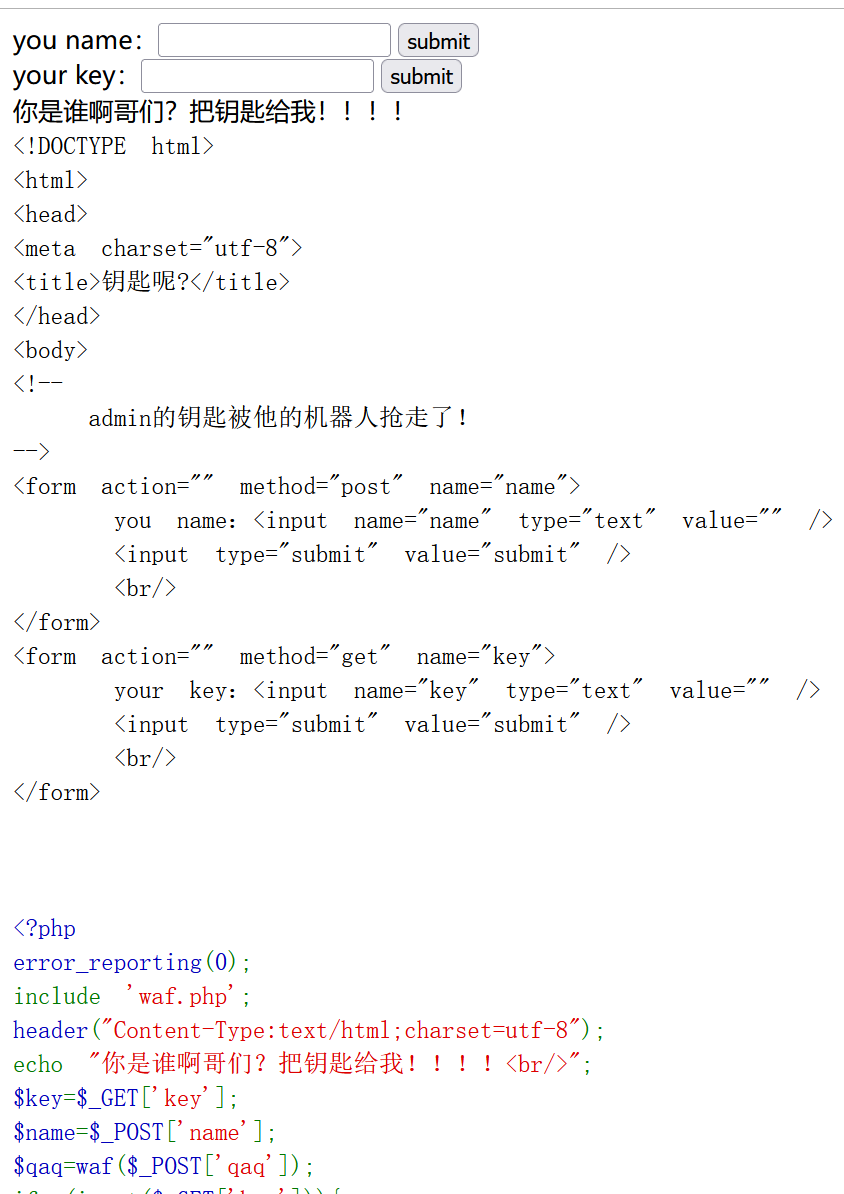 you name： submit
your key： submit
你是谁啊哥们？把钥匙给我！！！！
<!DOCTYPE html>
<html>
<head>
<meta charset="utf-8">
<title>钥匙呢?</title>
</head>
<body>
<!--
admin的钥匙被他的机器人抢走了！
-->
<form action="" method="post" name="name">
you name：<input name="name" type="text" value="" />
<input type="submit" value="submit" />
<br/>
</form>
<form action="" method="get" name="key">
your key：<input name="key" type="text" value="" />
<input type="submit" value="submit" />
<br/>
</form>
<?php
error_reporting(0);
include 'waf.php';
header("Content-Type:text/html;charset=utf-8");
echo "你是谁啊哥们？把钥匙给我！！！！<br/>";
$key=$_GET['key'];
$name=$_POST['name'];
$qaq=waf($_POST['qaq']);